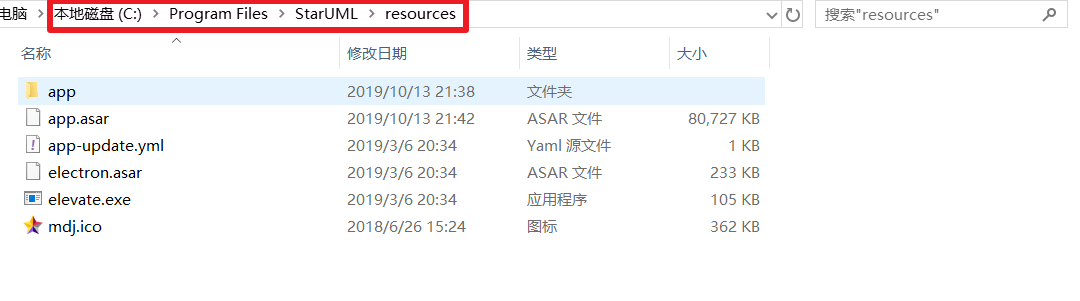 电脑 > 本地磁盘 (C:) > Program Files > StarUML > resources 搜索"resources"
名称 修改日期 类型 大小
app 2019/10/13 21:38 文件夹
app.asar 2019/10/13 21:42 ASAR 文件 80,727 KB
app-update.yml 2019/3/6 20:34 Yaml 源文件 1 KB
electron.asar 2019/3/6 20:34 ASAR 文件 233 KB
elevate.exe 2019/3/6 20:34 应用程序 105 KB
mdj.ico 2018/6/26 15:24 图标 362 KB